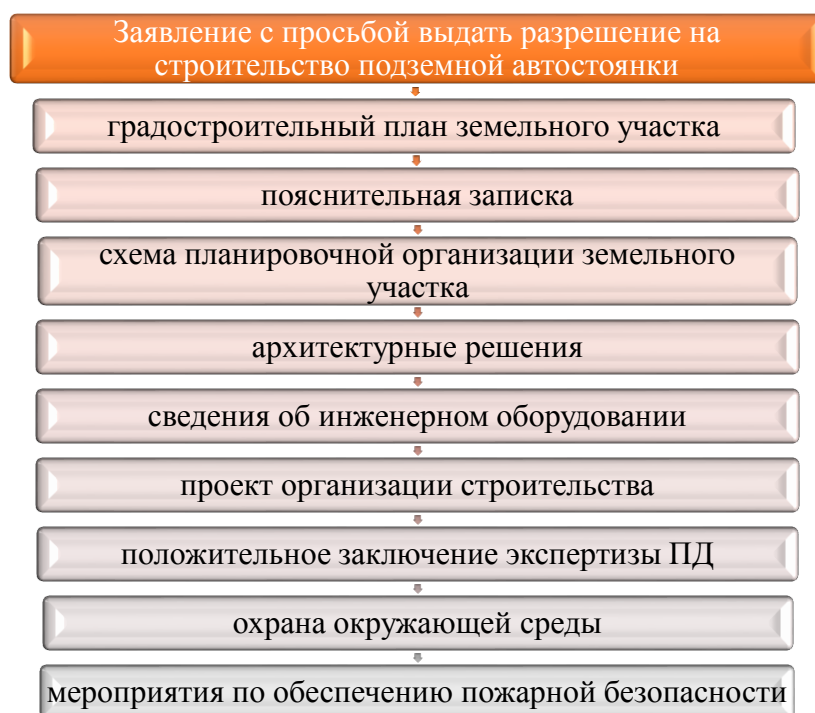 Заявление с просьбой выдать разрешение на
строительство подземной автостоянки
градостроительный план земельного участка
пояснительная записка
схема планировочной организации земельного
участка
архитектурные решения
сведения об инженерном оборудовании
проект организации строительства
положительное заключение экспертизы ПД
охрана окружающей среды
мероприятия по обеспечению пожарной безопасности